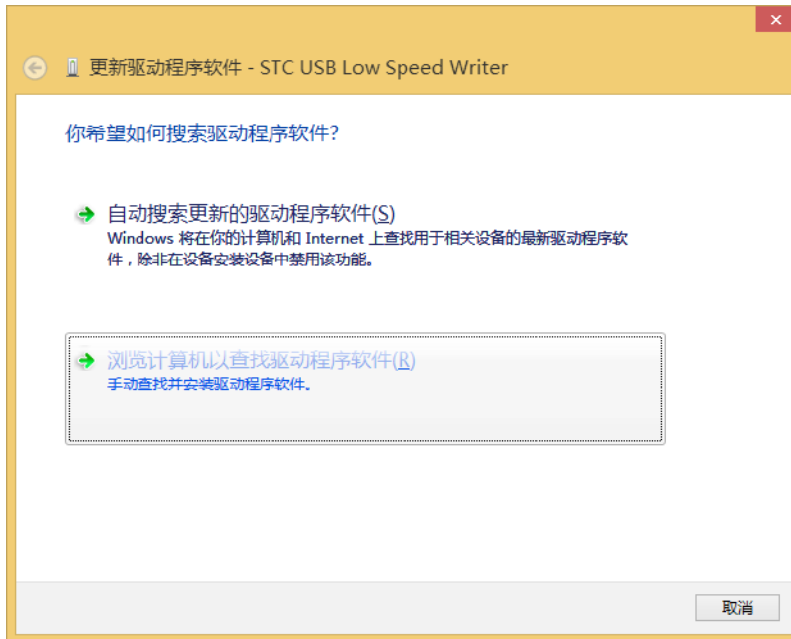 更新驱动程序软件 - STC USB Low Speed Writer
你希望如何搜索驱动程序软件?
自动搜索更新的驱动程序软件(S)
Windows 将在你的计算机和 Internet 上查找用于相关设备的最新驱动程序软
件，除非在设备安装设备中禁用该功能。
浏览计算机以查找驱动程序软件(R)
手动查找并安装驱动程序软件。
取消